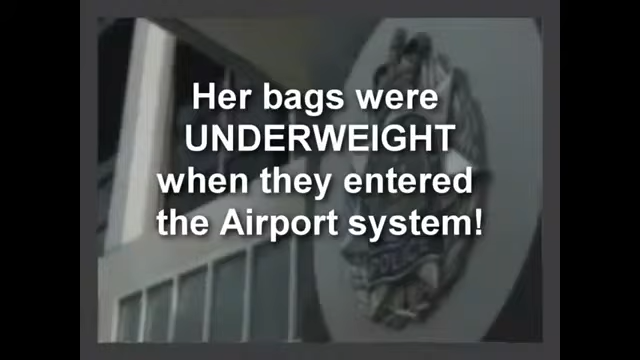 Her bags were
UNDERWEIGHT
when they entered
the Airport system!